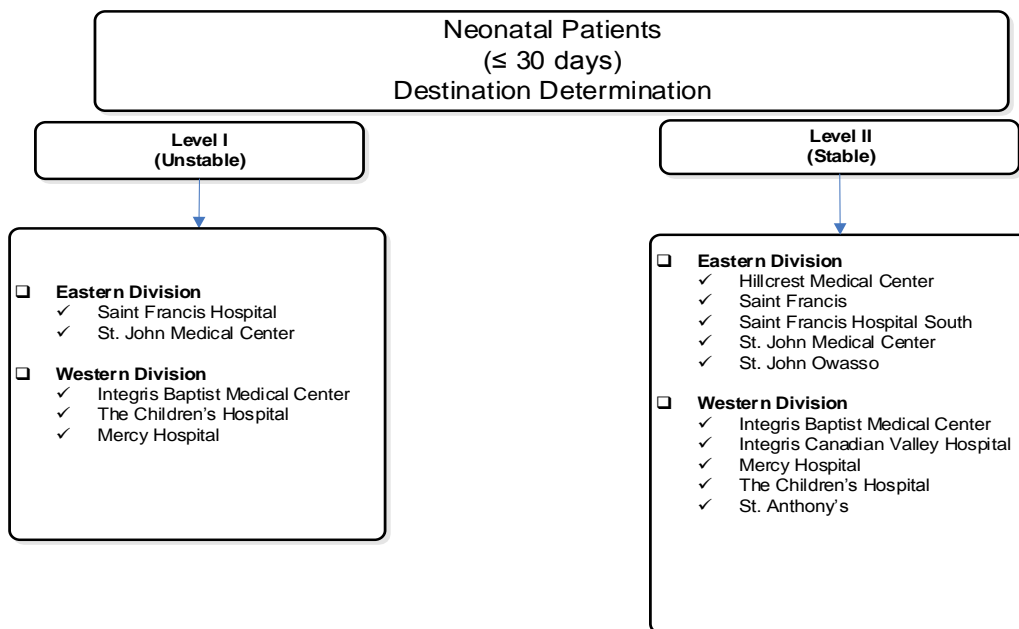 Neonatal Patients
(≤ 30 days)
Destination Determination
Level I
(Unstable)
Eastern Division
Saint Francis Hospital
St. John Medical Center
Western Division
Integris Baptist Medical Center
The Children's Hospital
Mercy Hospital
Level II
(Stable)
Eastern Division
Hillcrest Medical Center
Saint Francis
Saint Francis Hospital South
St. John Medical Center
St. John Owasso
Western Division
Integris Baptist Medical Center
Integris Canadian Valley Hospital
Mercy Hospital
The Children's Hospital
St. Anthony's